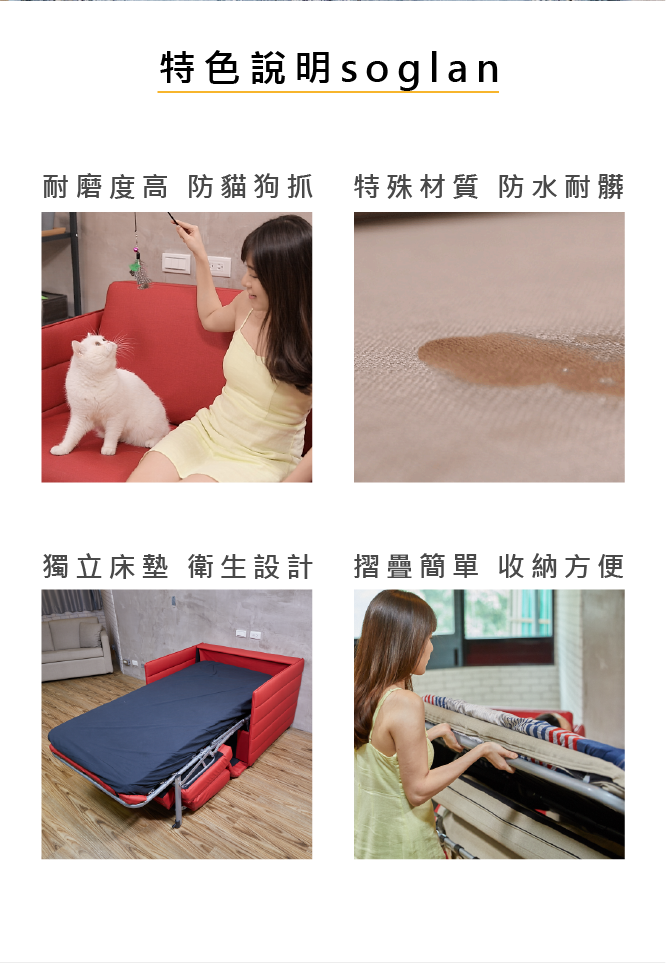 特色說明soglan
耐磨度高 防貓狗抓
特殊材質 防水耐髒
獨立床墊 衛生設計
摺疊簡單 收納方便